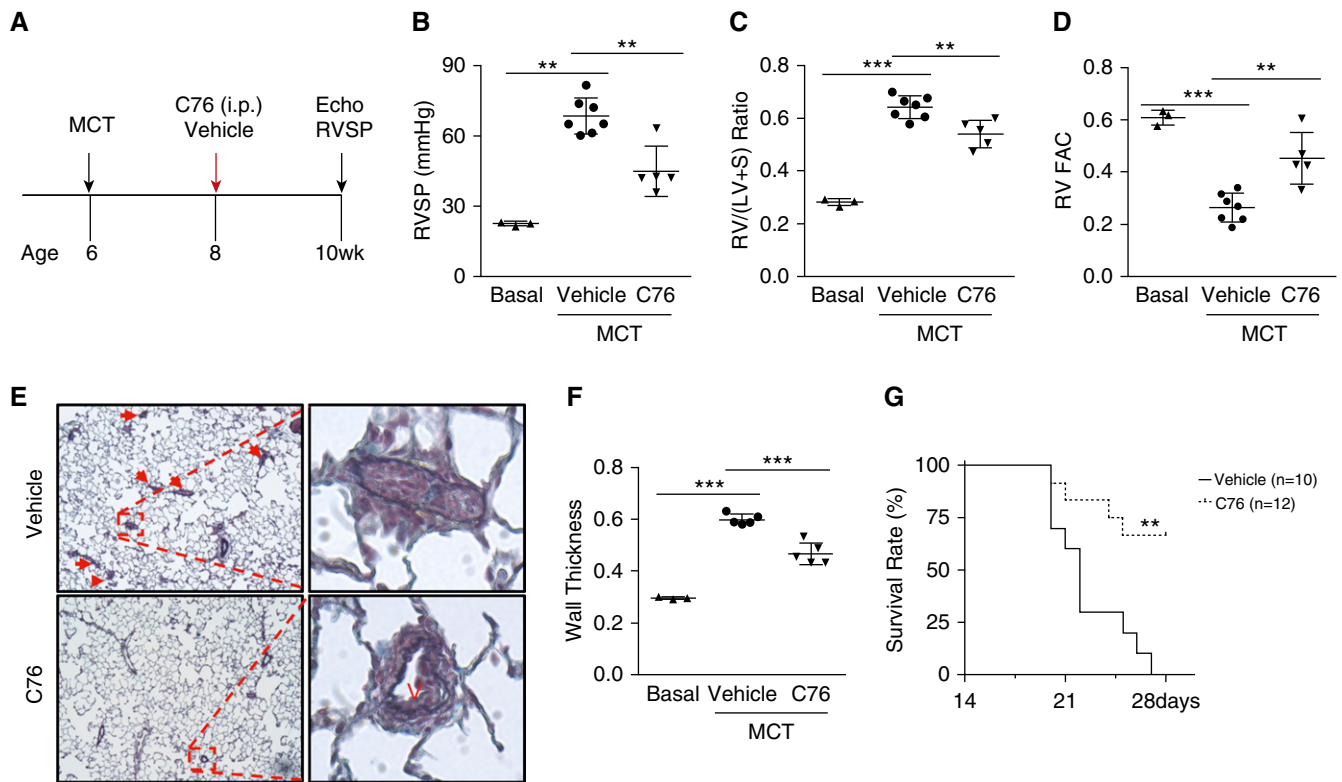 A
MCT
C76 (i.p.)
Vehicle
Echo
RVSP
Age 6 8 10wk
B
RVSP (mmHg)
90
60
30
0
**
**
Basal Vehicle C76
MCT
C
RV/(LV+S) Ratio
0.8
0.6
0.4
0.2
0.0
***
**
Basal Vehicle C76
MCT
D
RV FAC
0.8
0.6
0.4
0.2
0.0
***
**
Basal Vehicle C76
MCT
E
Vehicle
C76
V
F
Wall Thickness
0.8
0.6
0.4
0.2
0.0
***
***
Basal Vehicle C76
MCT
G
Survival Rate (%)
100
75
50
25
0
14 21 28days
**
Vehicle (n=10)
C76 (n=12)